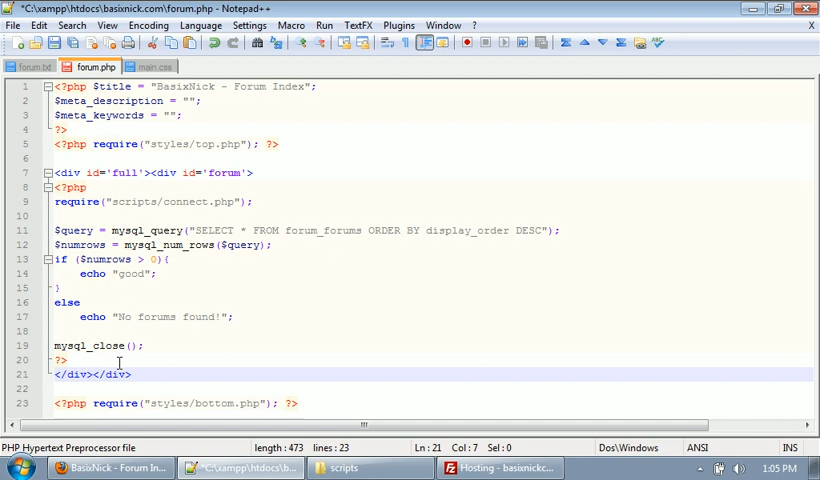 *C:\xampp\htdocs\basixnick.com\forum.php - Notepad++
File Edit Search View Encoding Language Settings Macro Run TextFX Plugins Window ? X
forum.txt forum.php main.css
1 <?php $title = "BasixNick - Forum Index";
2 $meta_description = "";
3 $meta_keywords = "";
4 ?>
5 <?php require("styles/top.php"); ?>
6
7 <div id='full'><div id='forum'>
8 <?php
9 require("scripts/connect.php");
10
11 $query = mysql_query("SELECT * FROM forum_forums ORDER BY display_order DESC");
12 $numrows = mysql_num_rows($query);
13 if ($numrows > 0){
14 echo "good";
15 }
16 else
17 echo "No forums found!";
18
19 mysql_close();
20 ?>
21 </div></div>
22
23 <?php require("styles/bottom.php"); ?>
PHP Hypertext Preprocessor file length : 473 lines : 23 Ln : 21 Col : 7 Sel : 0 Dos\Windows ANSI INS
BasixNick - Forum In... *C:\xampp\htdocs\b... scripts Hosting - basixnickc... 1:05 PM